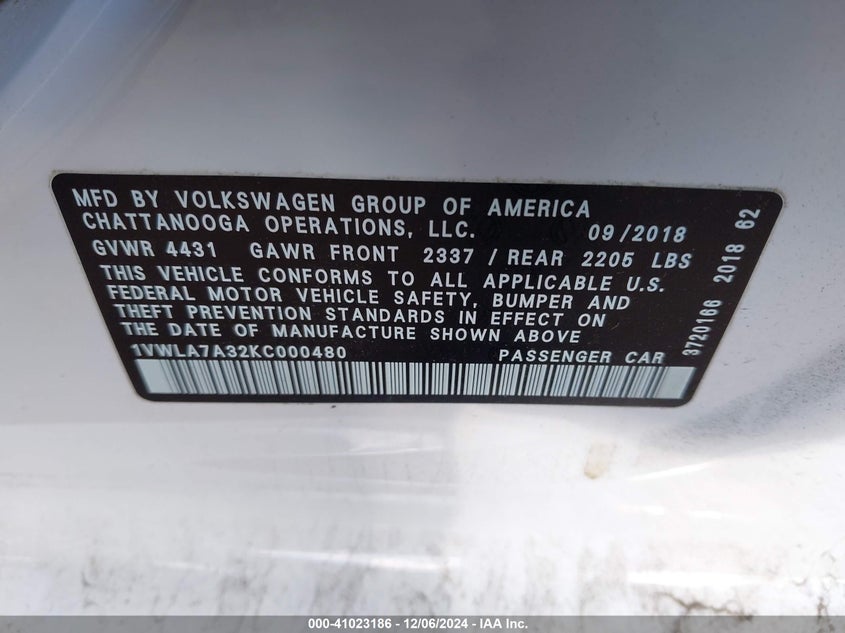 MFD BY VOLKSWAGEN GROUP OF AMERICA
CHATTANOOGA OPERATIONS, LLC. 09/2018
GVWR 4431 GAWR FRONT 2337 / REAR 2205 LBS
THIS VEHICLE CONFORMS TO ALL APPLICABLE U.S.
FEDERAL MOTOR VEHICLE SAFETY, BUMPER AND
THEFT PREVENTION STANDARDS IN EFFECT ON
THE DATE OF MANUFACTURE SHOWN ABOVE
1VWLA7A32KC000480 PASSENGER CAR
3720166 2018 62
000-41023186 - 12/06/2024 - IAA Inc.